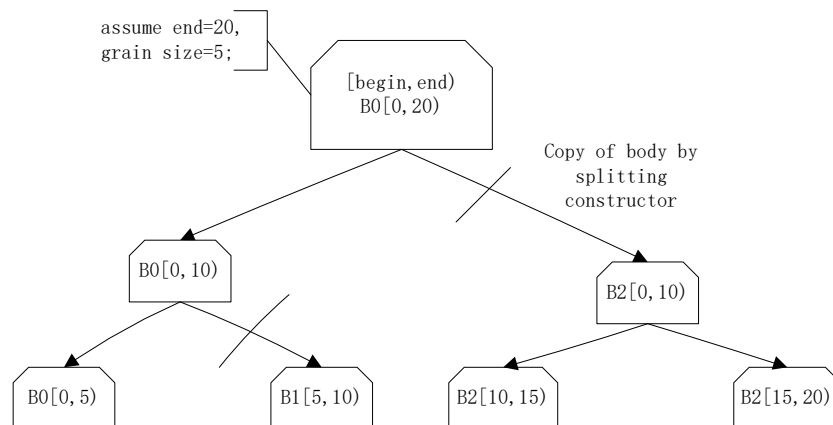 assume end=20,
grain size=5;
[begin,end)
B0[0,20)
Copy of body by
splitting
constructor
B0[0,10)
B2[0,10)
B0[0,5)
B1[5,10)
B2[10,15)
B2[15,20)